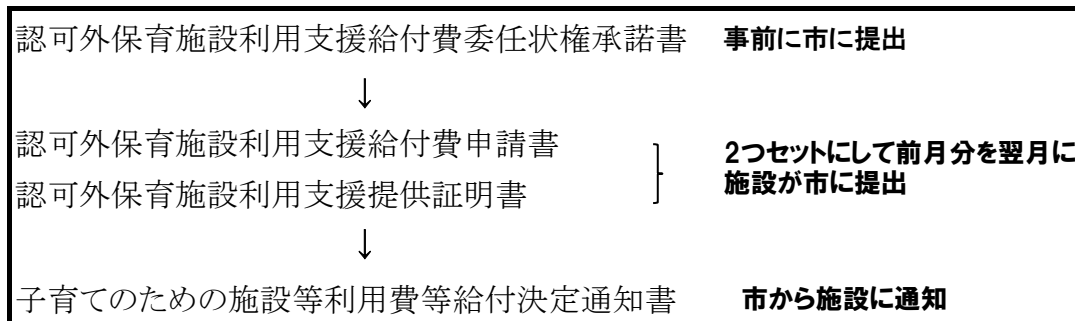 認可外保育施設利用支援給付費委任状権承諾書 事前に市に提出
↓
認可外保育施設利用支援給付費申請書
認可外保育施設利用支援提供証明書
2つセットにして前月分を翌月に
施設が市に提出
↓
子育てのための施設等利用費等給付決定通知書 市から施設に通知